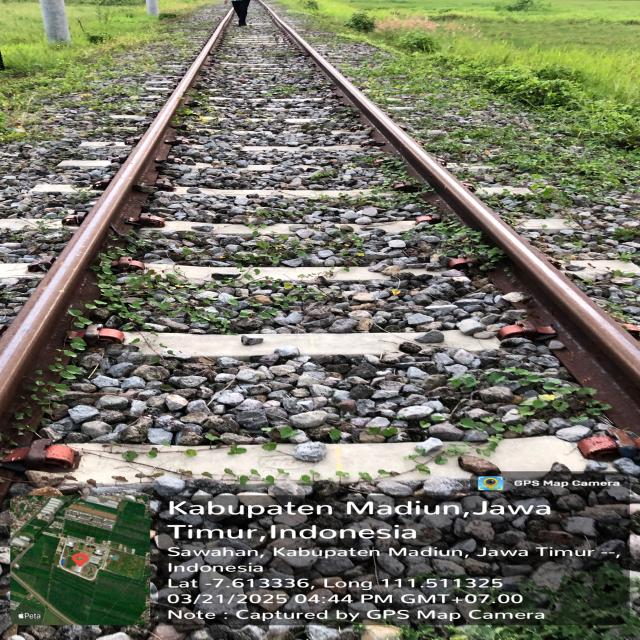 GPS Map Camera
Kabupaten Madiun,Jawa
Timur,Indonesia
Sawahan, Kabupaten Madiun, Jawa Timur --,
Indonesia
Lat -7.613336, Long 111.511325
03/21/2025 04:44 PM GMT+07:00
Note : Captured by GPS Map Camera
Peta